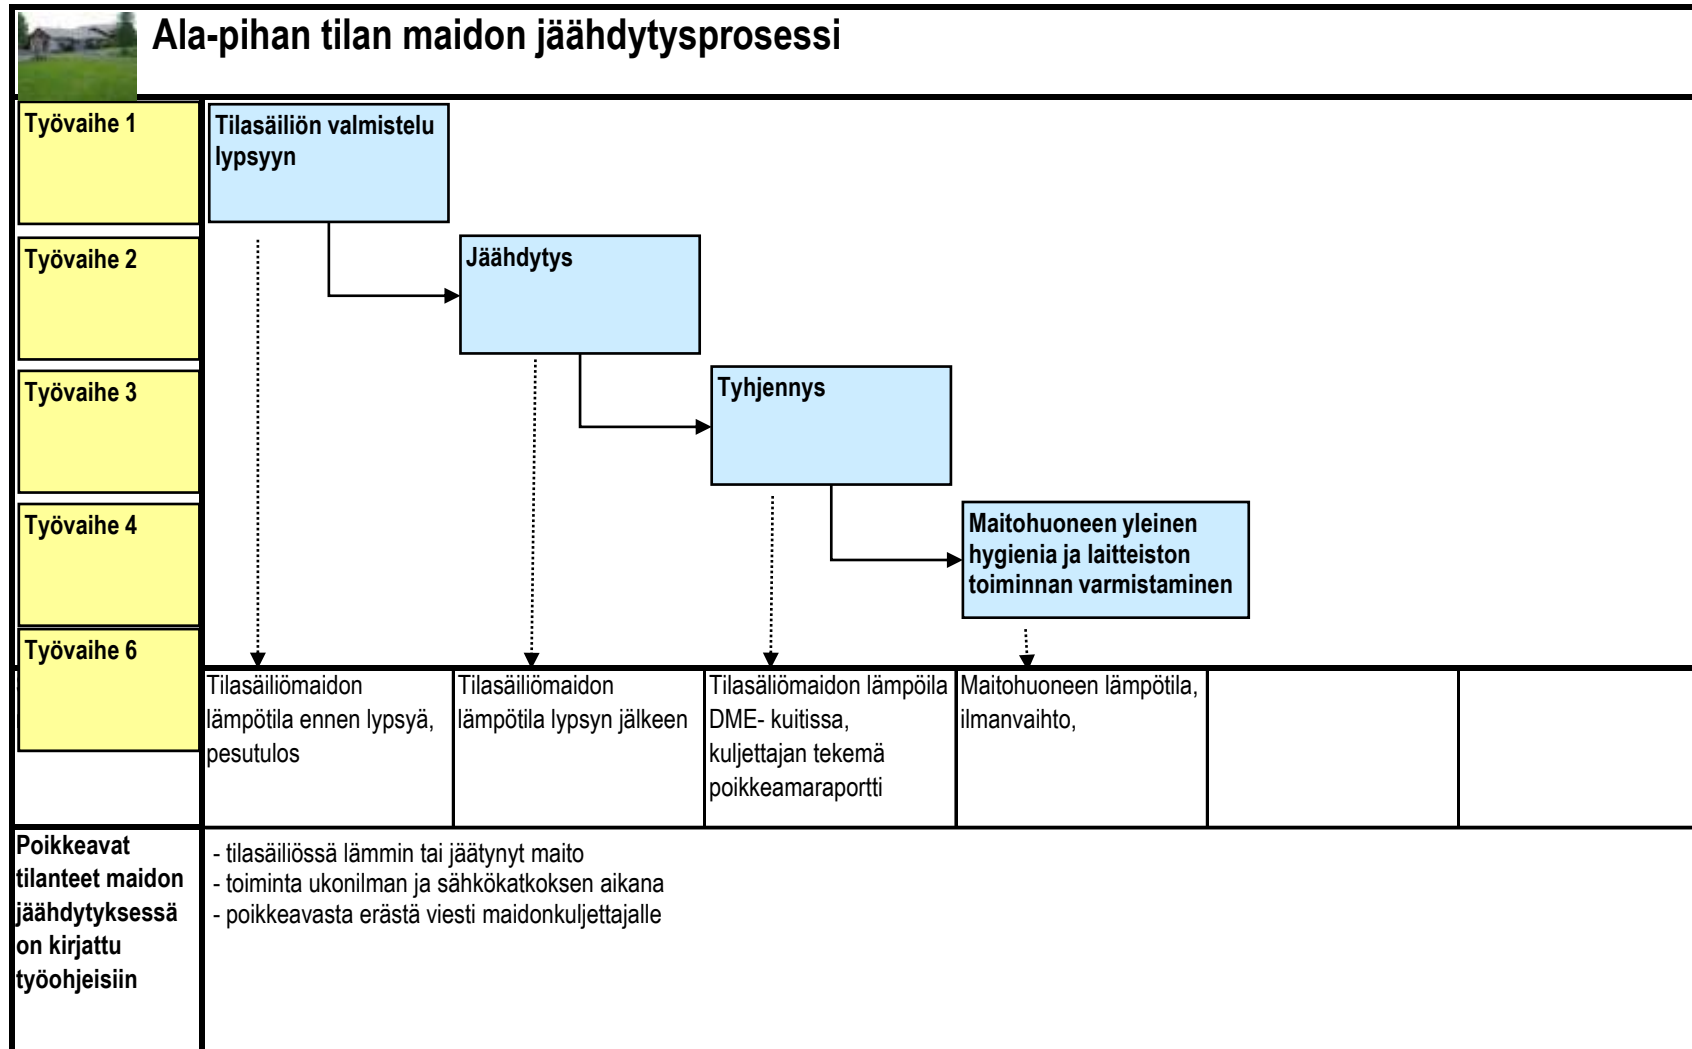 Ala-pihan tilan maidon jäähdytysprosessi
Työvaihe 1
Tilasäiliön valmistelu
lypsyyn
Työvaihe 2
Jäähdytys
Työvaihe 3
Tyhjennys
Työvaihe 4
Maitohuoneen yleinen
hygienia ja laitteiston
toiminnan varmistaminen
Työvaihe 6
Tilasäiliömaidon
lämpötila ennen lypsyä,
pesutulos
Tilasäiliömaidon
lämpötila lypsyn jälkeen
Tilasäliömaidon lämpöila
DME- kuitissa,
kuljettajan tekemä
poikkeamaraportti
Maitohuoneen lämpötila,
ilmanvaihto,
Poikkeavat
tilanteet maidon
jäähdytyksessä
on kirjattu
työohjeisiin
- tilasäiliössä lämmin tai jäätynyt maito
- toiminta ukonilman ja sähkökatkoksen aikana
- poikkeavasta erästä viesti maidonkuljettajalle